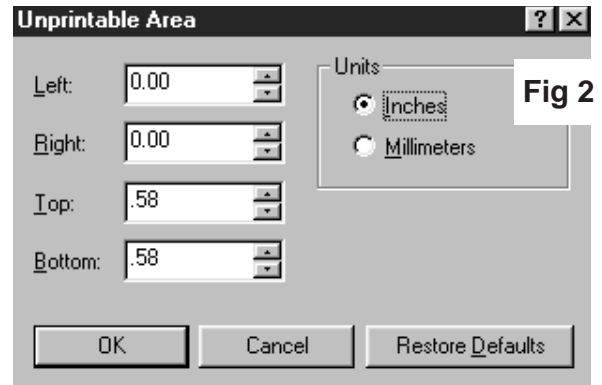 Unprintable Area ? ×
Left: 0.00
Right: 0.00
Top: .58
Bottom: .58
Units
Inches
Millimeters
Fig 2
OK Cancel Restore Defaults